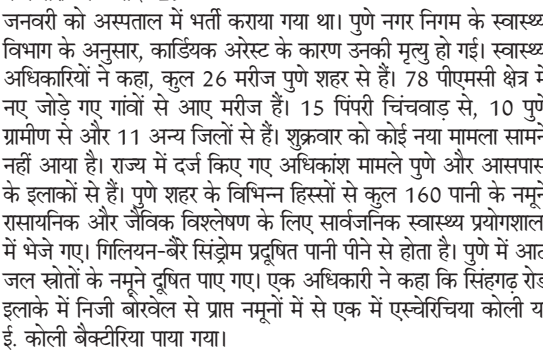 जनवरी को अस्पताल में भर्ती कराया गया था। पुणे नगर निगम के स्वास्थ्य
विभाग के अनुसार, कार्डियक अरेस्ट के कारण उनकी मृत्यु हो गई। स्वास्थ्य
अधिकारियों ने कहा, कुल 26 मरीज पुणे शहर से हैं। 78 पीएमसी क्षेत्र में
नए जोड़े गए गांवों से आए मरीज हैं। 15 पिंपरी चिंचवाड़ से, 10 पुणे
ग्रामीण से और 11 अन्य जिलों से हैं। शुक्रवार को कोई नया मामला सामने
नहीं आया है। राज्य में दर्ज किए गए अधिकांश मामले पुणे और आसपास
के इलाकों से हैं। पुणे शहर के विभिन्न हिस्सों से कुल 160 पानी के नमूने
रासायनिक और जैविक विश्लेषण के लिए सार्वजनिक स्वास्थ्य प्रयोगशाला
में भेजे गए। गिलियन-बैरे सिंड्रोम प्रदूषित पानी पीने से होता है। पुणे में आठ
जल स्रोतों के नमूने दूषित पाए गए। एक अधिकारी ने कहा कि सिंहगढ़ रोड
इलाके में निजी बोरवेल से प्राप्त नमूनों में से एक में एस्चेरिचिया कोली या
ई. कोली बैक्टीरिया पाया गया।